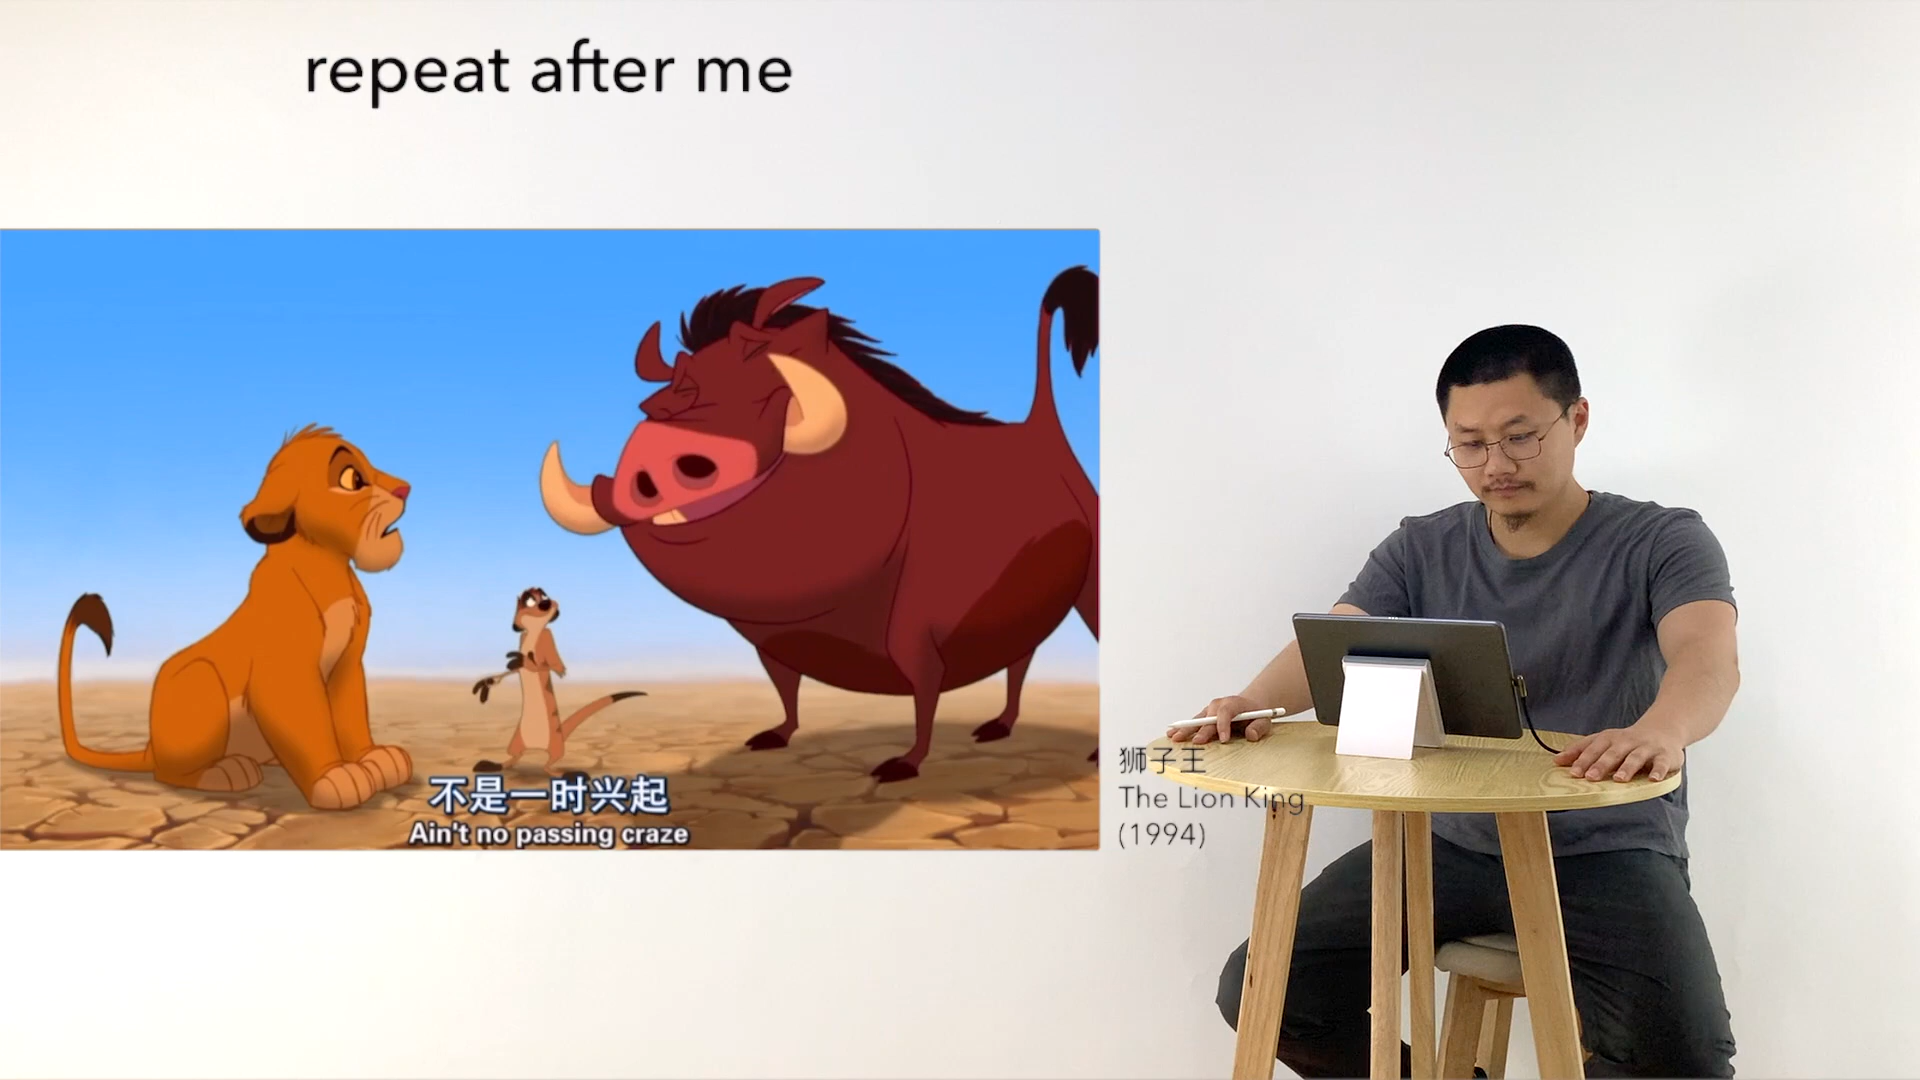 repeat after me
不是一时兴起
Ain't no passing craze
狮子王
The Lion King
(1994)